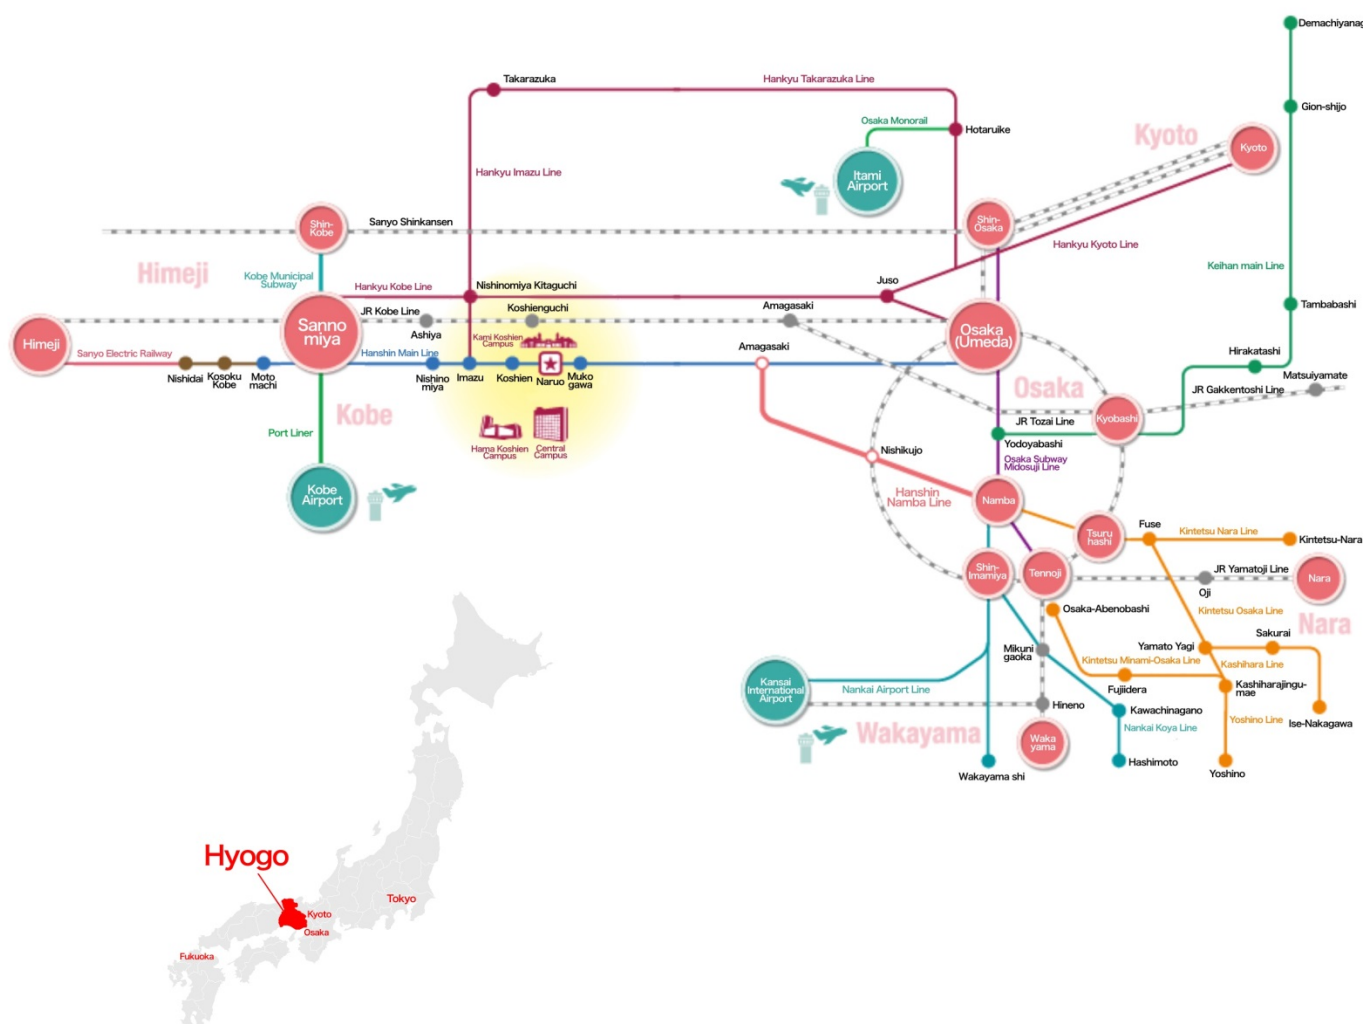 Demachiyanag
Takarazuka
Hankyu Takarazuka Line
Gion-shijo
Osaka Monorail
Hotaruike
Kyoto
Kyoto
Hankyu Imazu Line
Itami
Airport
Shin-
Kobe
Sanyo Shinkansen
Shin-
Osaka
Hankyu Kyoto Line
Himeji
Kobe Municipal
Subway
Keihan main Line
Hankyu Kobe Line
Nishinomiya Kitaguchi
Juso
JR Kobe Line
Koshienguchi
Amagasaki
Tambabashi
Sanno
miya
Ashiya
Osaka
(Umeda)
Himeji
Kami Koshien
Campus
Amagasaki
Sanyo Electric Railway
Hanshin Main Line
Hirakatashi
Nishidai
Kosoku
Kobe
Moto
machi
Nishino
miya
Imazu
Koshien
Naruo
Muko
gawa
Osaka
Matsuiyamate
JR Gakkentoshi Line
Kobe
Port Liner
JR Tozai Line
Kyobashi
Hama Koshien
Campus
Central
Campus
Nishikujo
Yodoyabashi
Osaka Subway
Midosuji Line
Kobe
Airport
Hanshin
Namba Line
Namba
Tsuru
hashi
Fuse
Kintetsu Nara Line
Kintetsu-Nara
Shin-
Imamiya
Tennoji
JR Yamatoji Line
Oji
Nara
Osaka-Abenobashi
Kintetsu Osaka Line
Nara
Mikuni
gaoka
Yamato Yagi
Sakurai
Kintetsu Minami-Osaka Line
Kashihara Line
Kansai
International
Airport
Nankai Airport Line
Fujiidera
Kashiharajingu-
mae
Hineno
Kawachinagano
Yoshino Line
Ise-Nakagawa
Wakayama
Waka
yama
Nankai Koya Line
Wakayama shi
Hashimoto
Yoshino
Hyogo
Tokyo
Kyoto
Osaka
Fukuoka